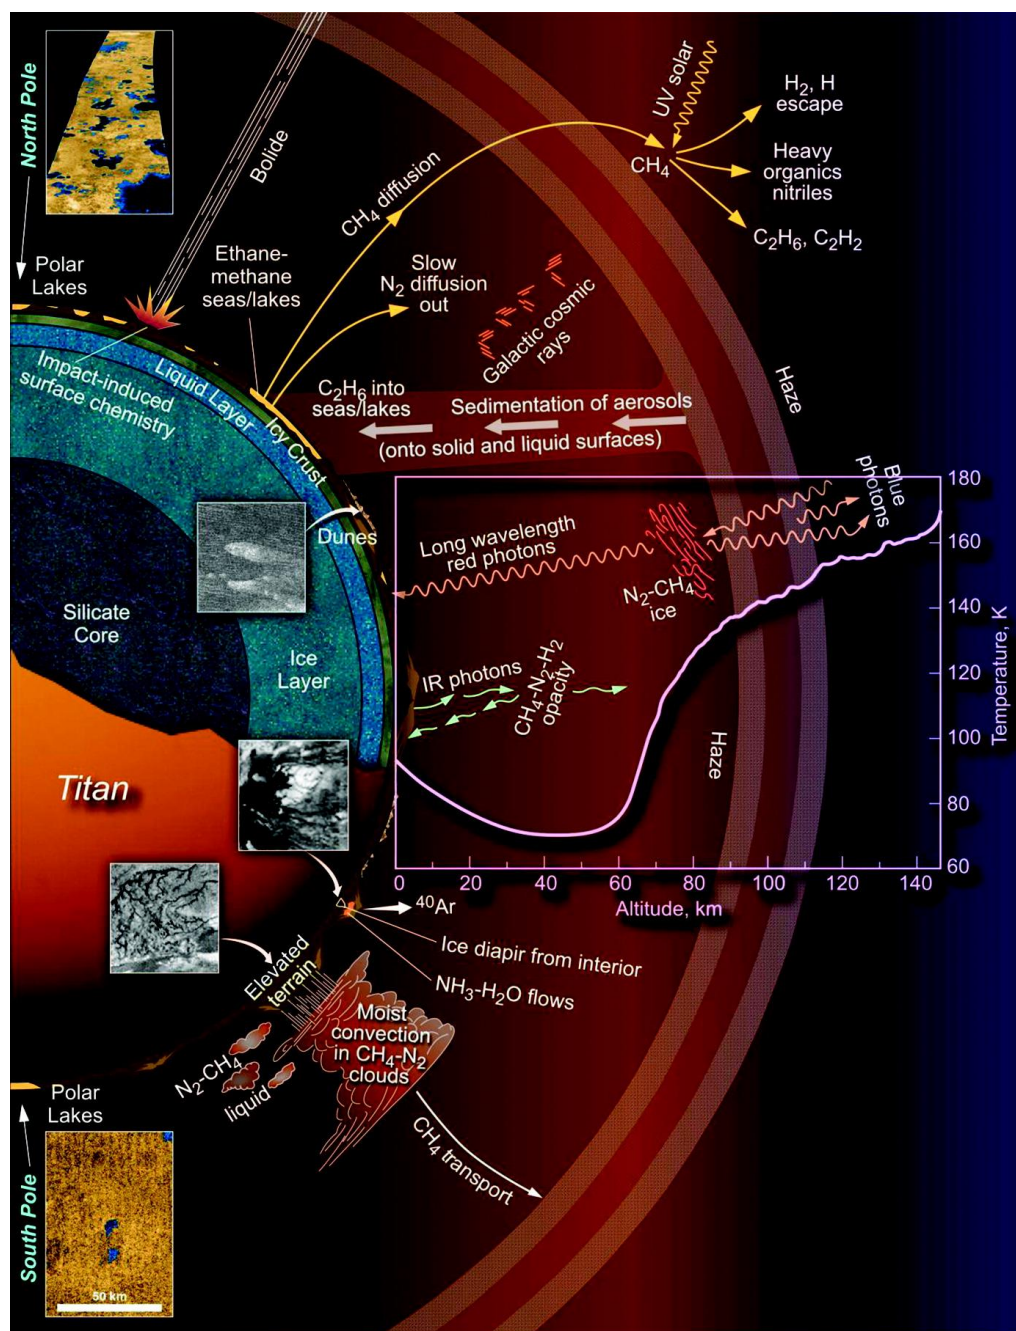 North Pole
Polar
Lakes
Bolide
Ethane-
methane
seas/lakes
CH4 diffusion
Slow
N2 diffusion
out
UV solar
CH4
H2, H
escape
Heavy
organics
nitriles
C2H6, C2H2
Galactic cosmic
rays
Haze
Impact-induced
surface chemistry
Liquid Layer
Icy Crust
C2H6 into
seas/lakes
Sedimentation of aerosols
(onto solid and liquid surfaces)
Dunes
Silicate
Core
Ice
Layer
Titan
Long wavelength
red photons
Blue
photons
N2-CH4
ice
IR photons
CH4-N2-H2
opacity
Haze
180
160
140
120
100
80
60
Temperature, K
0
20
40
60
80
100
120
140
Altitude, km
40Ar
Ice diapir from interior
NH3-H2O flows
Elevated
terrain
Moist
convection
in CH4-N2
clouds
N2-CH4
liquid
CH4 transport
Polar
Lakes
South Pole
50 km